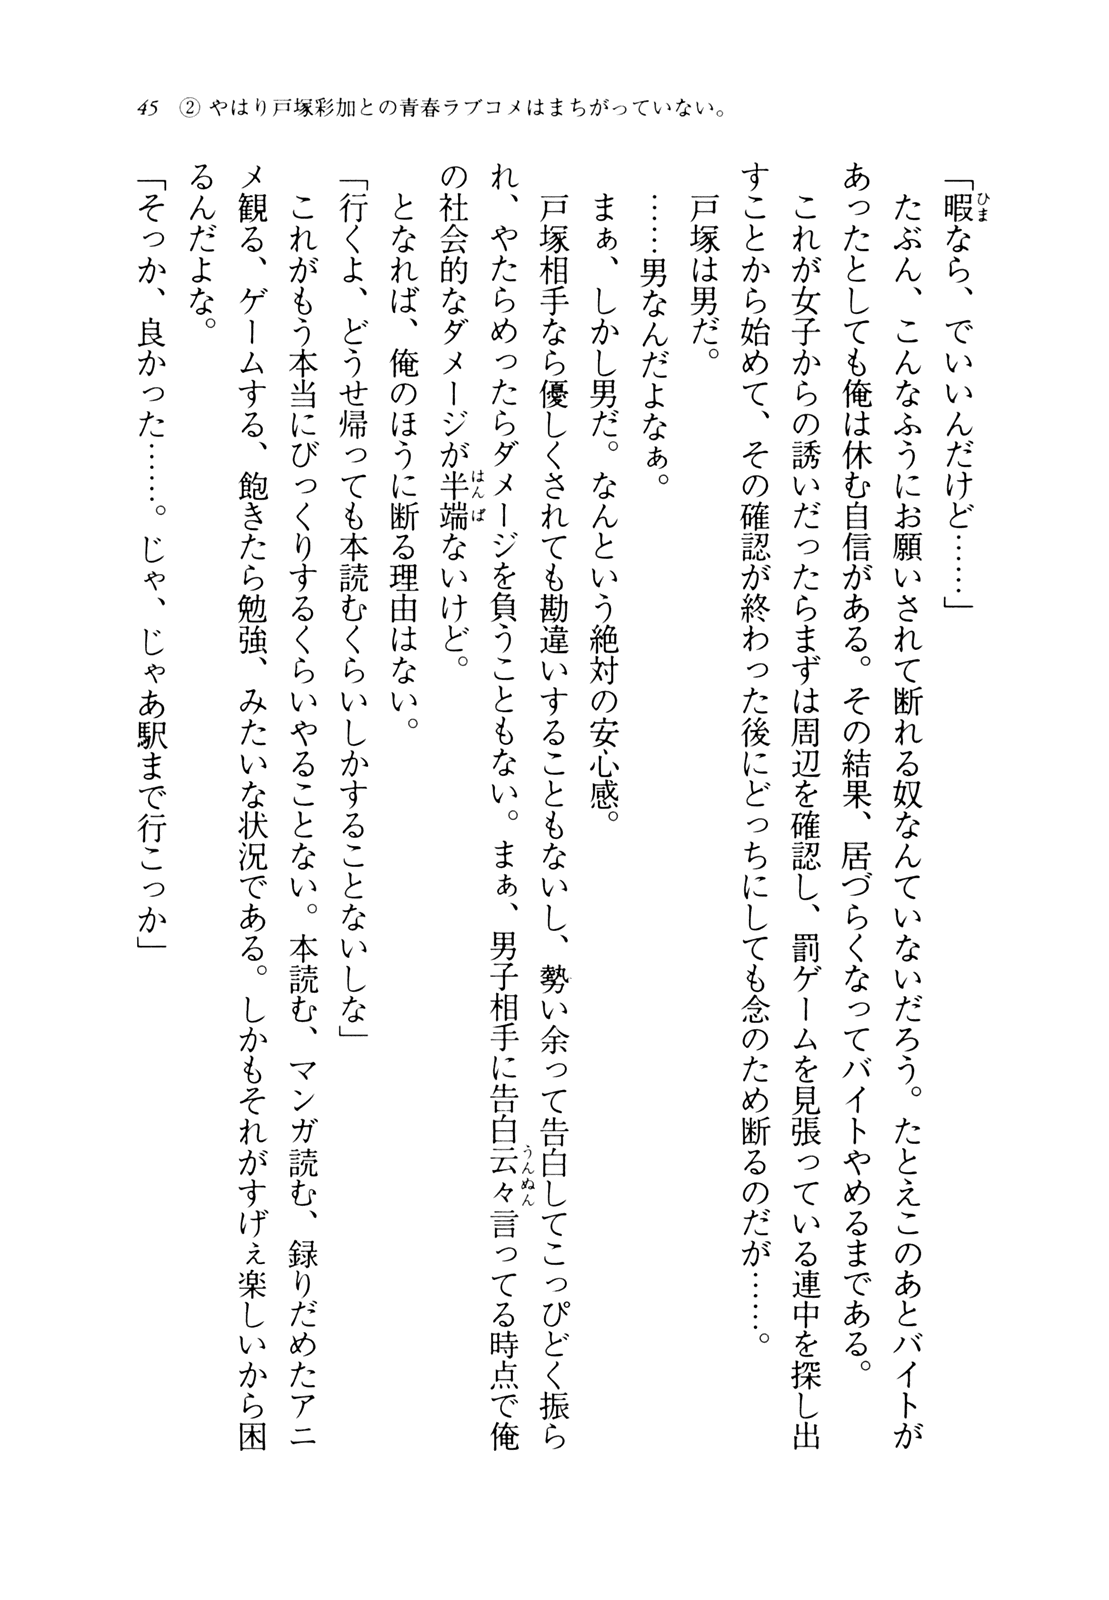 45　②やはり戸塚彩加との青春ラブコメはまちがっていない。
「暇なら、でいいんだけど……」
たぶん、こんなふうにお願いされて断れる奴なんていないだろう。たとえこのあとバイトが
あったとしても俺は休む自信がある。その結果、居づらくなってバイトやめるまである。
これが女子からの誘いだったらまずは周辺を確認し、罰ゲームを見張っている連中を探し出
すことから始めて、その確認が終わった後にどっちにしても念のため断るのだが……。
戸塚は男だ。
……男なんだよなぁ。
まぁ、しかし男だ。なんという絶対の安心感。
戸塚相手なら優しくされても勘違いすることもないし、勢い余って告白してこっぴどく振ら
れ、やたらめったらダメージを負うこともない。まぁ、男子相手に告白云々言ってる時点で俺
の社会的なダメージが半端ないけど。
となれば、俺のほうに断る理由はない。
「行くよ、どうせ帰っても本読むくらいしかすることないしな」
これがもう本当にびっくりするくらいやることない。本読む、マンガ読む、録りだめたアニ
メ観る、ゲームする、飽きたら勉強、みたいな状況である。しかもそれがすげぇ楽しいから困
るんだよな。
「そっか、良かった……。じゃ、じゃあ駅まで行こっか」